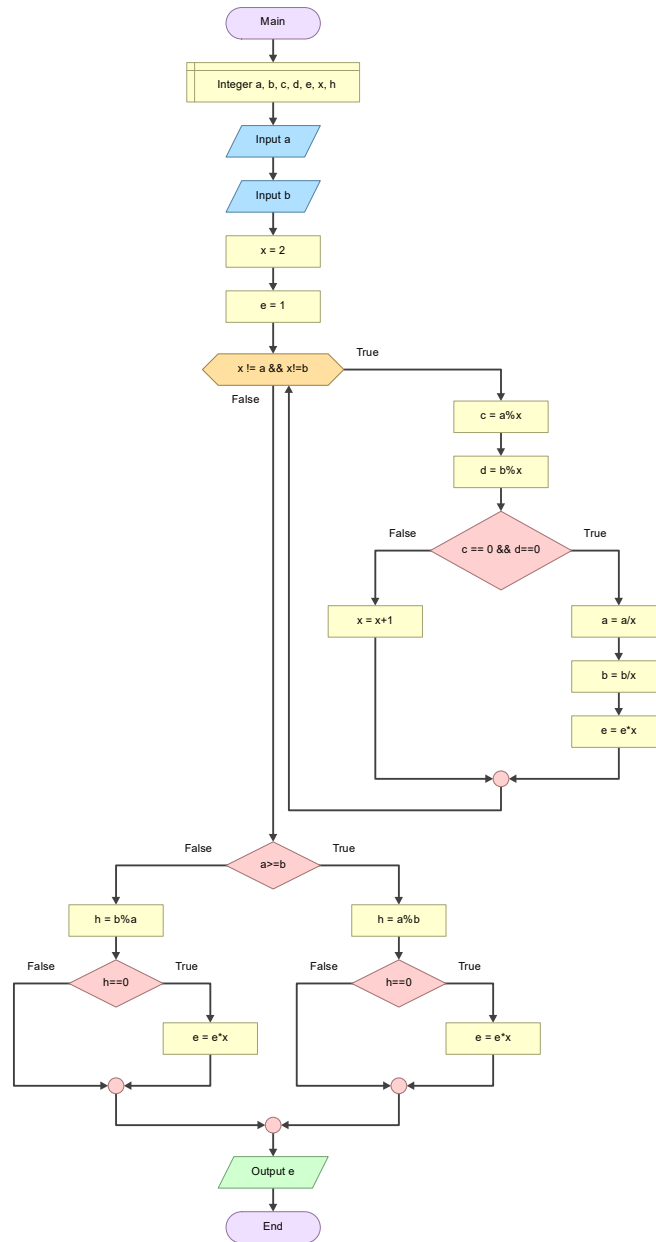 Main
Integer a, b, c, d, e, x, h
Input a
Input b
x = 2
e = 1
x != a && x!=b
True
False
c = a%x
d = b%x
c == 0 && d==0
False
True
x = x+1
a = a/x
b = b/x
e = e*x
a>=b
False
True
h = b%a
h = a%b
h==0
False
True
h==0
False
True
e = e*x
e = e*x
Output e
End